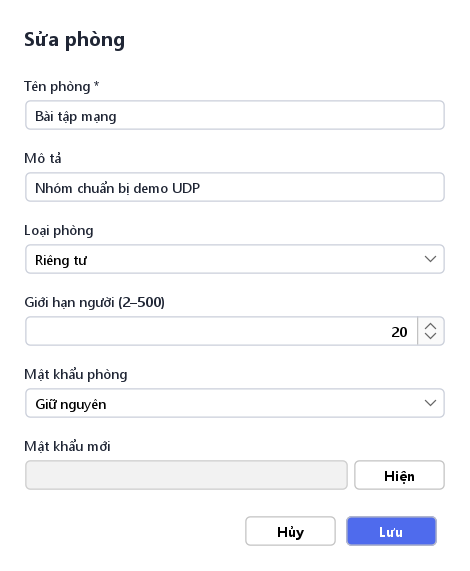 Sửa phòng
Tên phòng *
Bài tập mạng
Mô tả
Nhóm chuẩn bị demo UDP
Loại phòng
Riêng tư
Giới hạn người (2–500)
20
Mật khẩu phòng
Giữ nguyên
Mật khẩu mới
Hiện
Hủy
Lưu